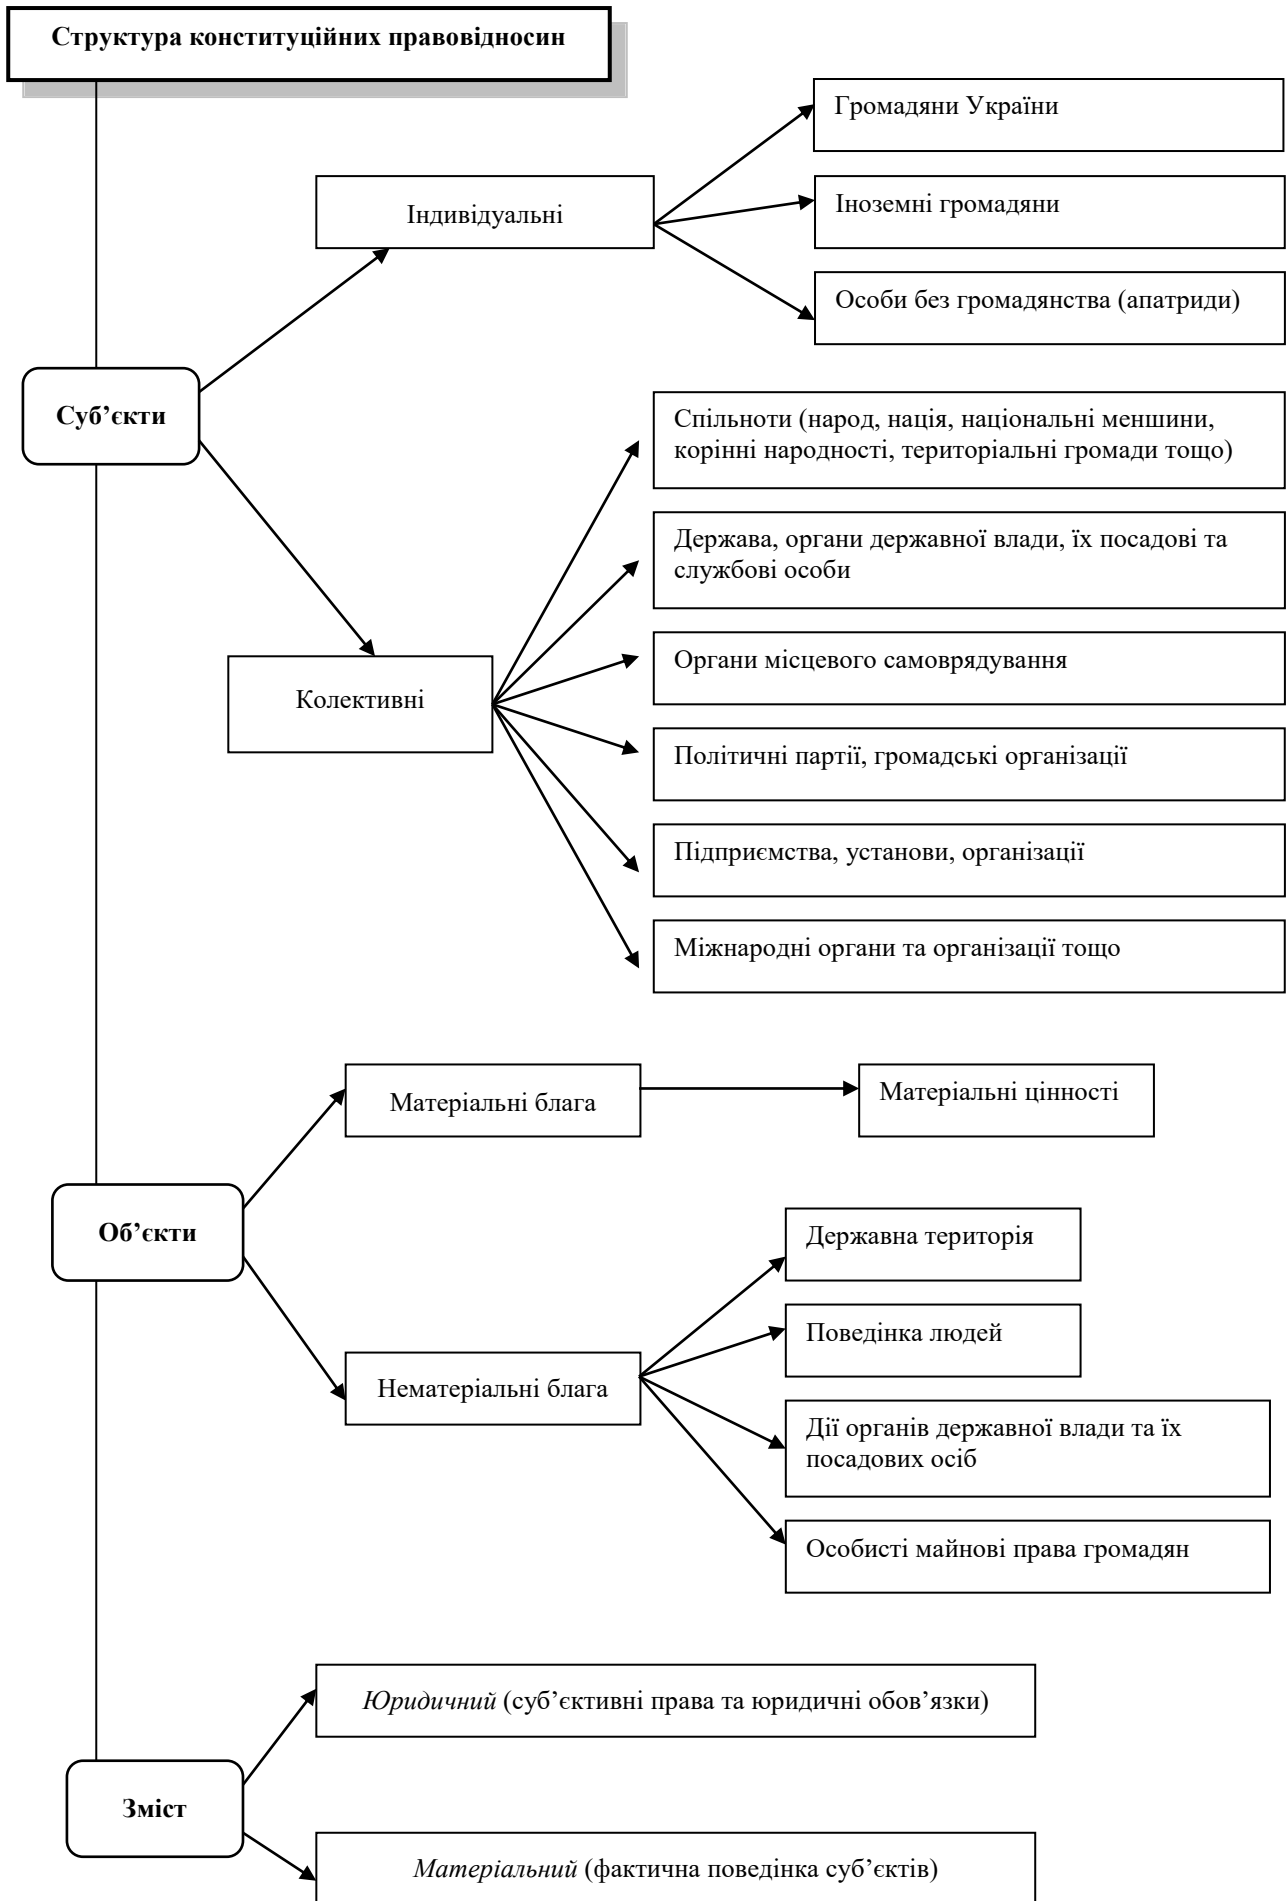 Структура конституційних правовідносин
Громадяни України
Індивідуальні
Іноземні громадяни
Особи без громадянства (апатриди)
Суб’єкти
Спільноти (народ, нація, національні меншини,
корінні народності, територіальні громади тощо)
Держава, органи державної влади, їх посадові та
службові особи
Колективні
Органи місцевого самоврядування
Політичні партії, громадські організації
Підприємства, установи, організації
Міжнародні органи та організації тощо
Матеріальні блага
Матеріальні цінності
Об’єкти
Державна територія
Поведінка людей
Нематеріальні блага
Дії органів державної влади та їх
посадових осіб
Особисті майнові права громадян
Юридичний (суб’єктивні права та юридичні обов’язки)
Зміст
Матеріальний (фактична поведінка суб’єктів)